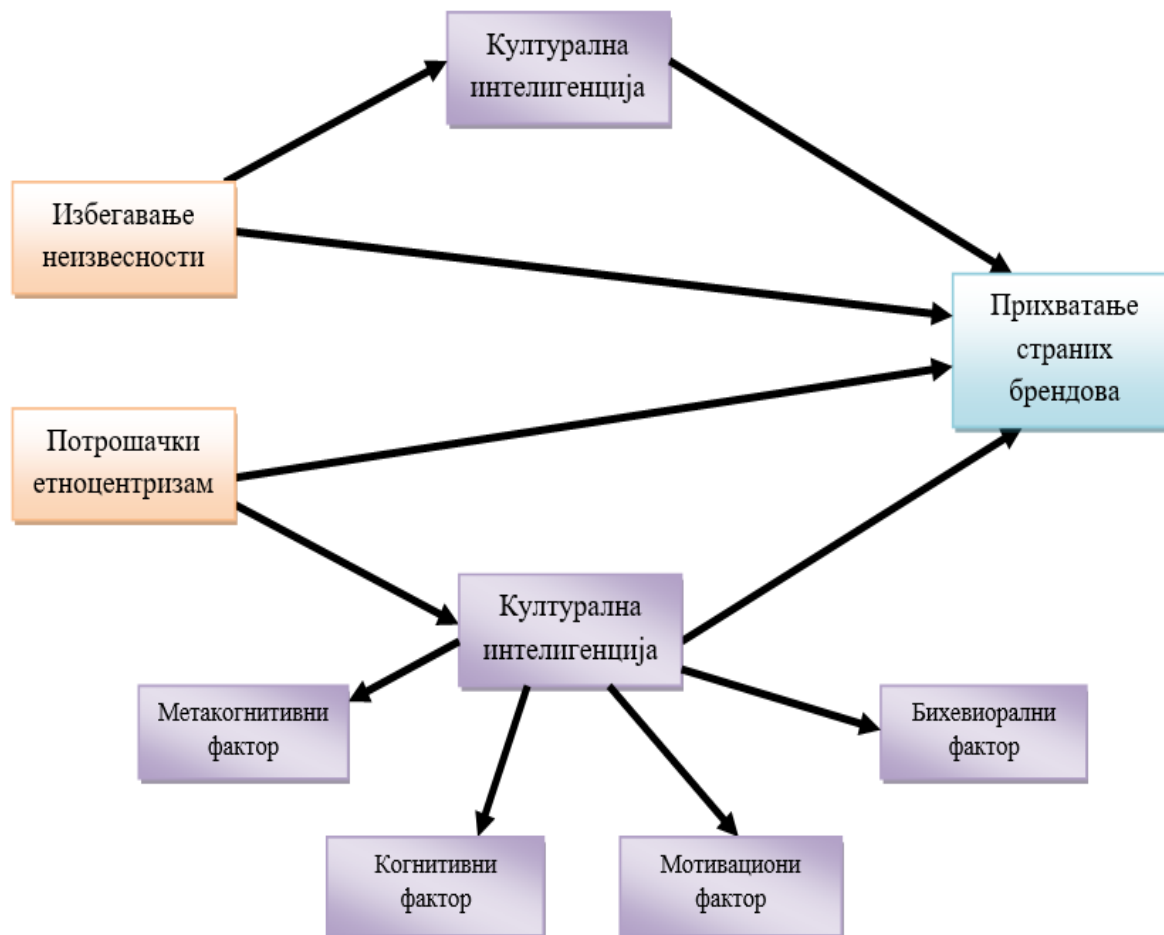 Културална
интелигенција
Избегавање
неизвесности
Прихватање
страних
брендова
Потрошачки
етноцентризам
Културална
интелигенција
Метакогнитивни
фактор
Бихевиорални
фактор
Когнитивни
фактор
Мотивациони
фактор